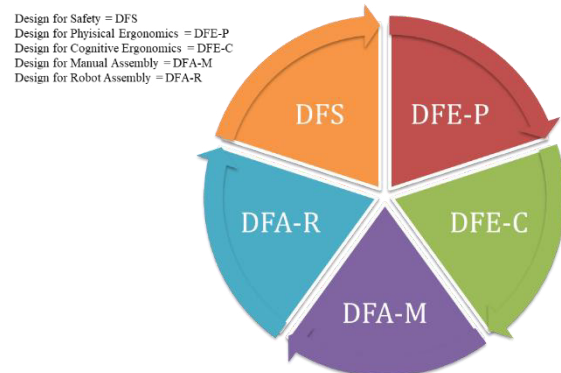 Design for Safety = DFS
Design for Phyisical Ergonomics = DFE-P
Design for Cognitive Ergonomics = DFE-C
Design for Manual Assembly = DFA-M
Design for Robot Assembly = DFA-R
DFS
DFE-P
DFA-R
DFE-C
DFA-M